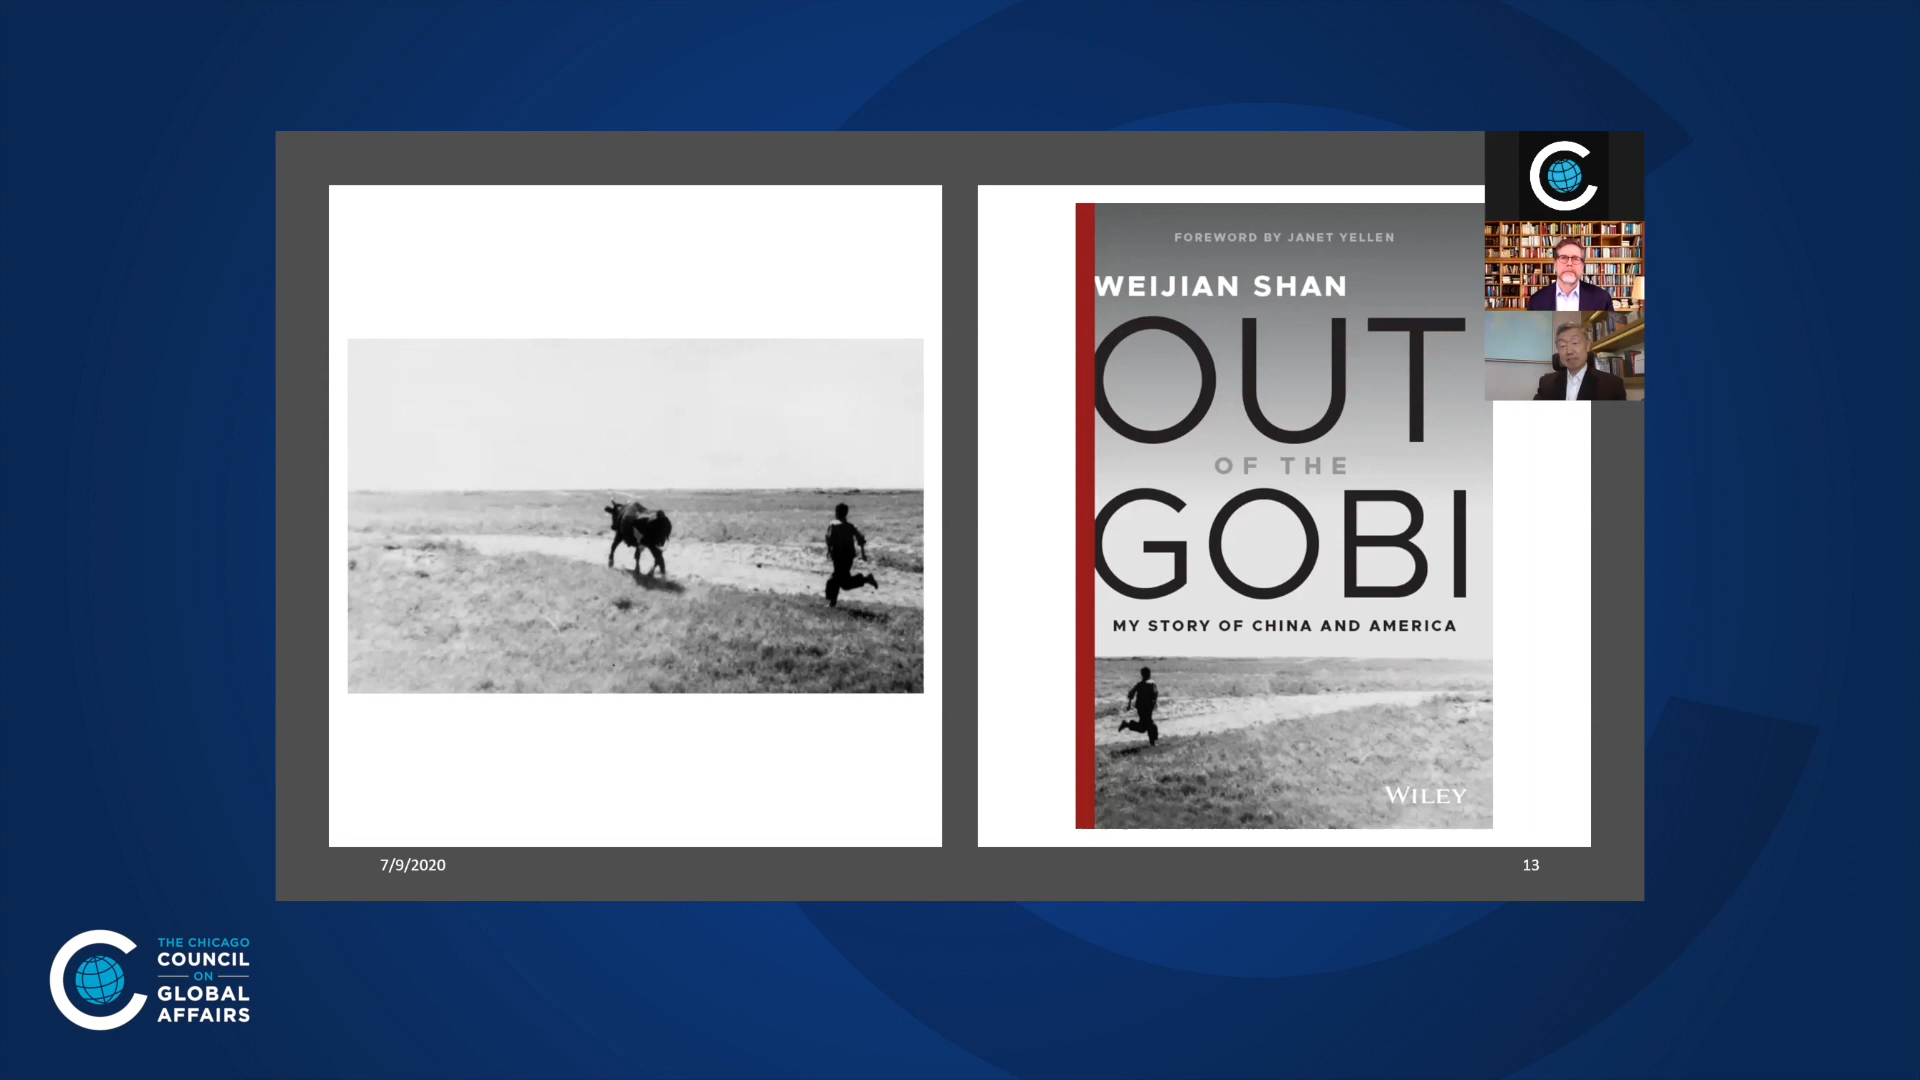 FOREWORD BY JANET YELLEN
WEIJIAN SHAN
OUT
OF THE
GOBI
MY STORY OF CHINA AND AMERICA
WILEY
7/9/2020
13
THE CHICAGO
COUNCIL
ON
GLOBAL
AFFAIRS